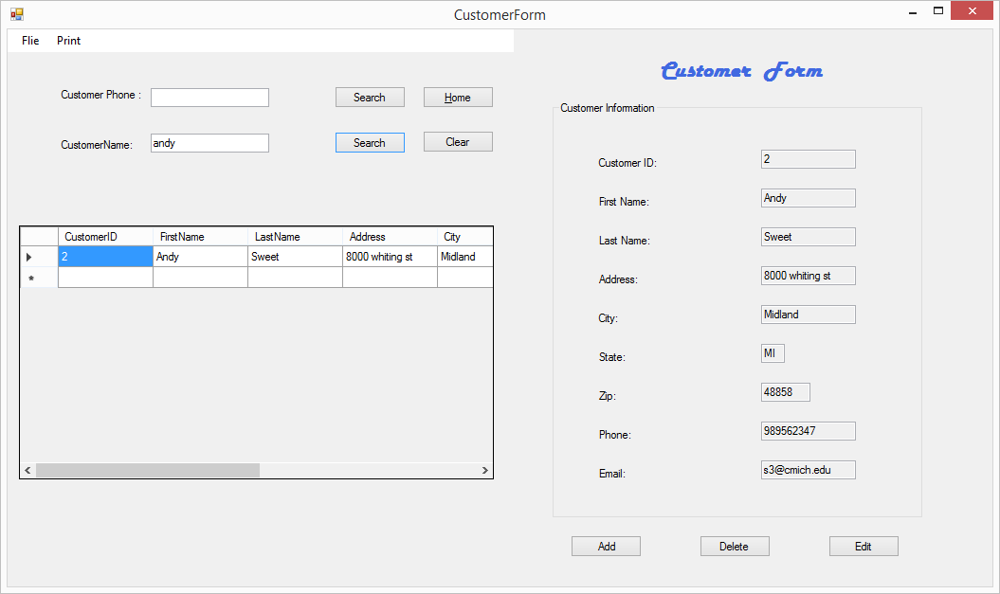 CustomerForm
Flie Print
Customer Form
Customer Phone : Search Home
CustomerName: andy Search Clear
CustomerID FirstName LastName Address City
2 Andy Sweet 8000 whiting st Midland
Customer Information
Customer ID: 2
First Name: Andy
Last Name: Sweet
Address: 8000 whiting st
City: Midland
State: MI
Zip: 48858
Phone: 989562347
Email: s3@cmich.edu
Add Delete Edit